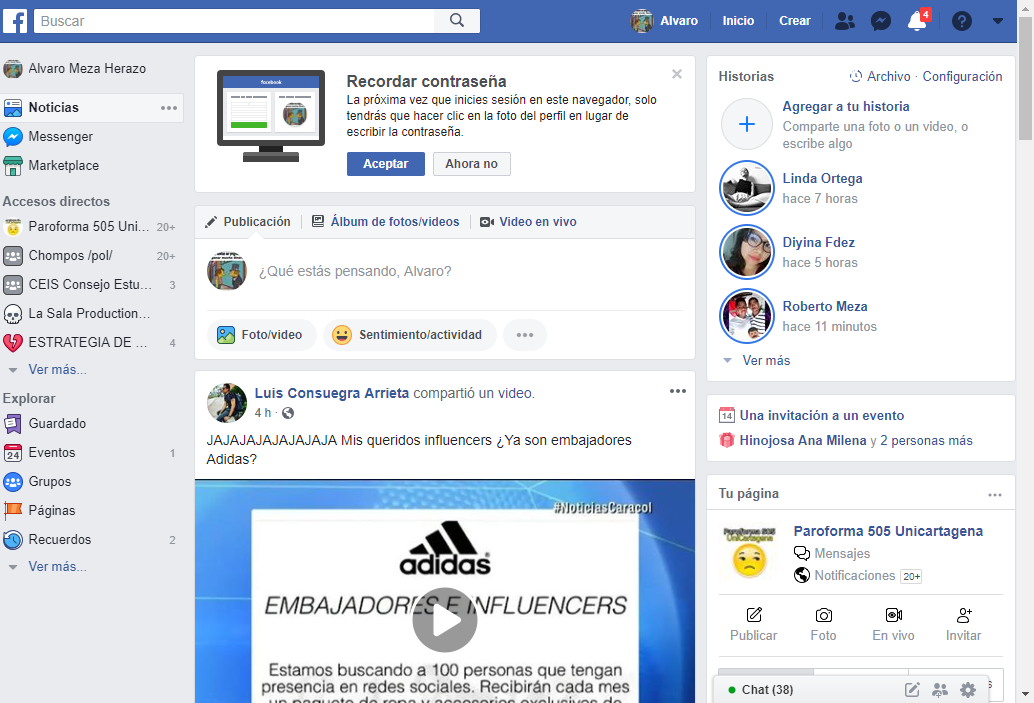 Buscar
Alvaro
Inicio
Crear
4
Alvaro Meza Herazo
Noticias
Messenger
Marketplace
Accesos directos
Paroforma 505 Uni... 20+
Chompos /pol/ 20+
CEIS Consejo Estu... 3
La Sala Production...
ESTRATEGIA DE ... 4
Ver más...
Explorar
Guardado
24 Eventos 1
Grupos
Páginas
Recuerdos 2
Ver más...
facebook
Recordar contraseña
La próxima vez que inicies sesión en este navegador, solo
tendrás que hacer clic en la foto del perfil en lugar de
escribir la contraseña.
Aceptar
Ahora no
Publicación
Álbum de fotos/videos
Video en vivo
¿Qué estás pensando, Alvaro?
Foto/video
Sentimiento/actividad
Luis Consuegra Arrieta compartió un video.
4 h ·
JAJAJAJAJAJAJAJA Mis queridos influencers ¿Ya son embajadores
Adidas?
#NoticiasCaracol
adidas
EMBAJADORES E INFLUENCERS
Estamos buscando a 100 personas que tengan
presencia en redes sociales. Recibirán cada mes
un paquete de ropa y accesorios exclusivos de
Historias
Archivo · Configuración
Agregar a tu historia
Comparte una foto o un video, o
escribe algo
Linda Ortega
hace 7 horas
Diyina Fdez
hace 5 horas
Roberto Meza
hace 11 minutos
Ver más
14 Una invitación a un evento
Hinojosa Ana Milena y 2 personas más
Tu página
Paroforma 505
UniCartagena
Paroforma 505 Unicartagena
Mensajes
Notificaciones 20+
Publicar
Foto
En vivo
Invitar
Chat (38)